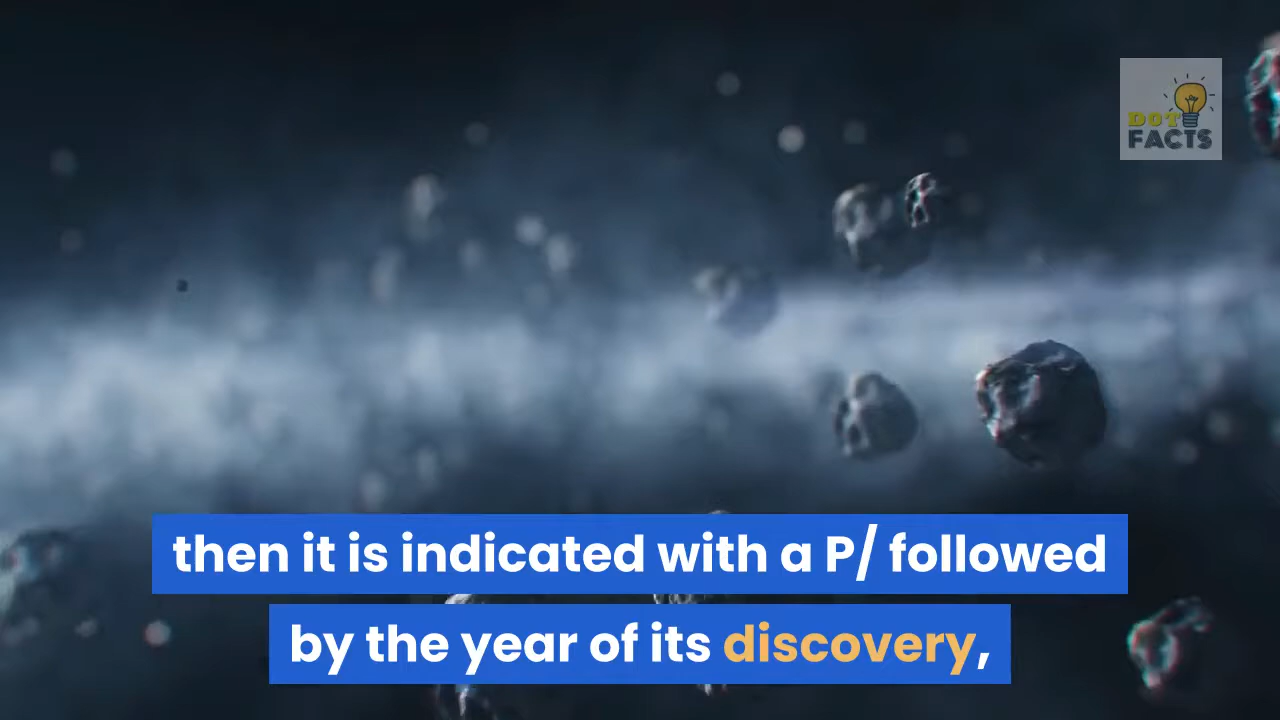 DOT
FACTS
then it is indicated with a P/ followed
by the year of its discovery,